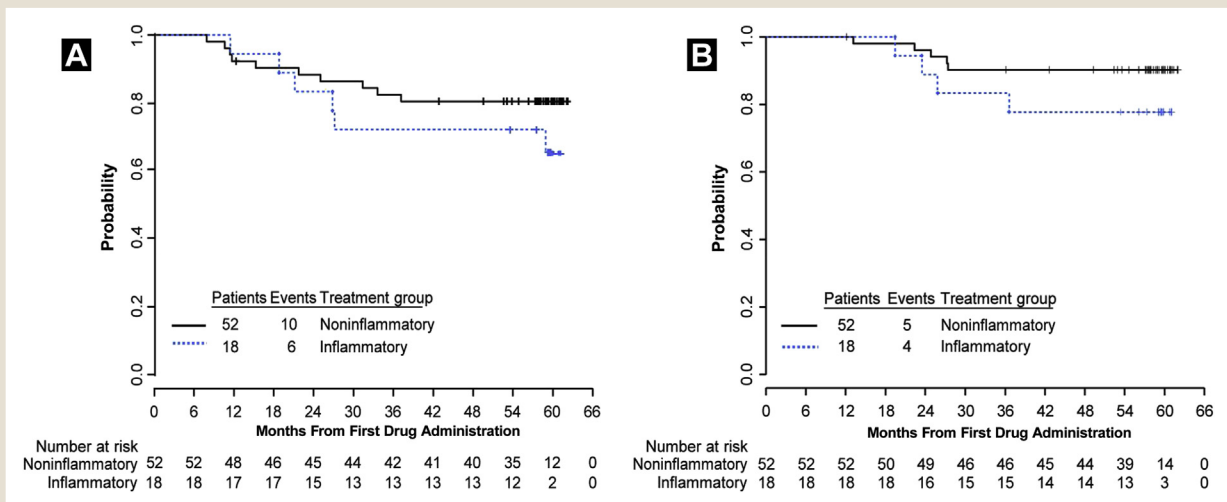 A
1.0
0.8
0.6
0.4
0.2
0.0
Probability
Patients Events Treatment group
52 10 Noninflammatory
18 6 Inflammatory
0 6 12 18 24 30 36 42 48 54 60 66
Months From First Drug Administration
Number at risk
Noninflammatory 52 52 48 46 45 44 42 41 40 35 12 0
Inflammatory 18 18 17 17 15 13 13 13 13 12 2 0
B
1.0
0.8
0.6
0.4
0.2
0.0
Probability
Patients Events Treatment group
52 5 Noninflammatory
18 4 Inflammatory
0 6 12 18 24 30 36 42 48 54 60 66
Months From First Drug Administration
Number at risk
Noninflammatory 52 52 52 50 49 46 46 45 44 39 14 0
Inflammatory 18 18 18 18 16 15 15 14 14 13 3 0